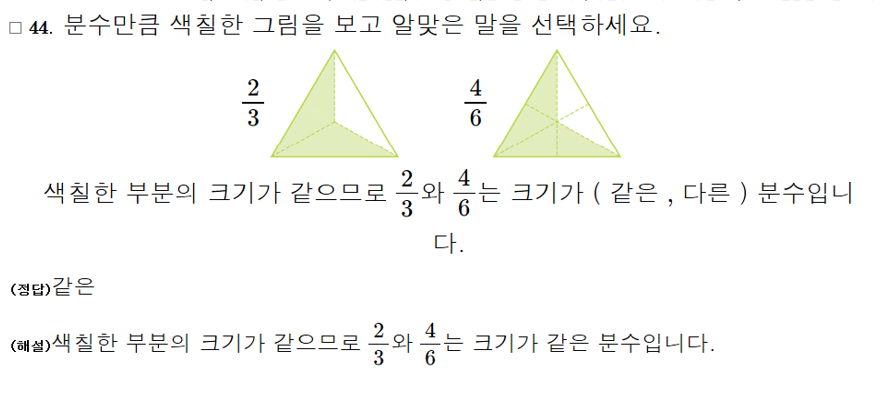 □ 44. 분수만큼 색칠한 그림을 보고 알맞은 말을 선택하세요.
2/3 4/6
색칠한 부분의 크기가 같으므로 2/3와 4/6는 크기가 ( 같은 , 다른 ) 분수입니
다.
(정답)같은
(해설)색칠한 부분의 크기가 같으므로 2/3와 4/6는 크기가 같은 분수입니다.